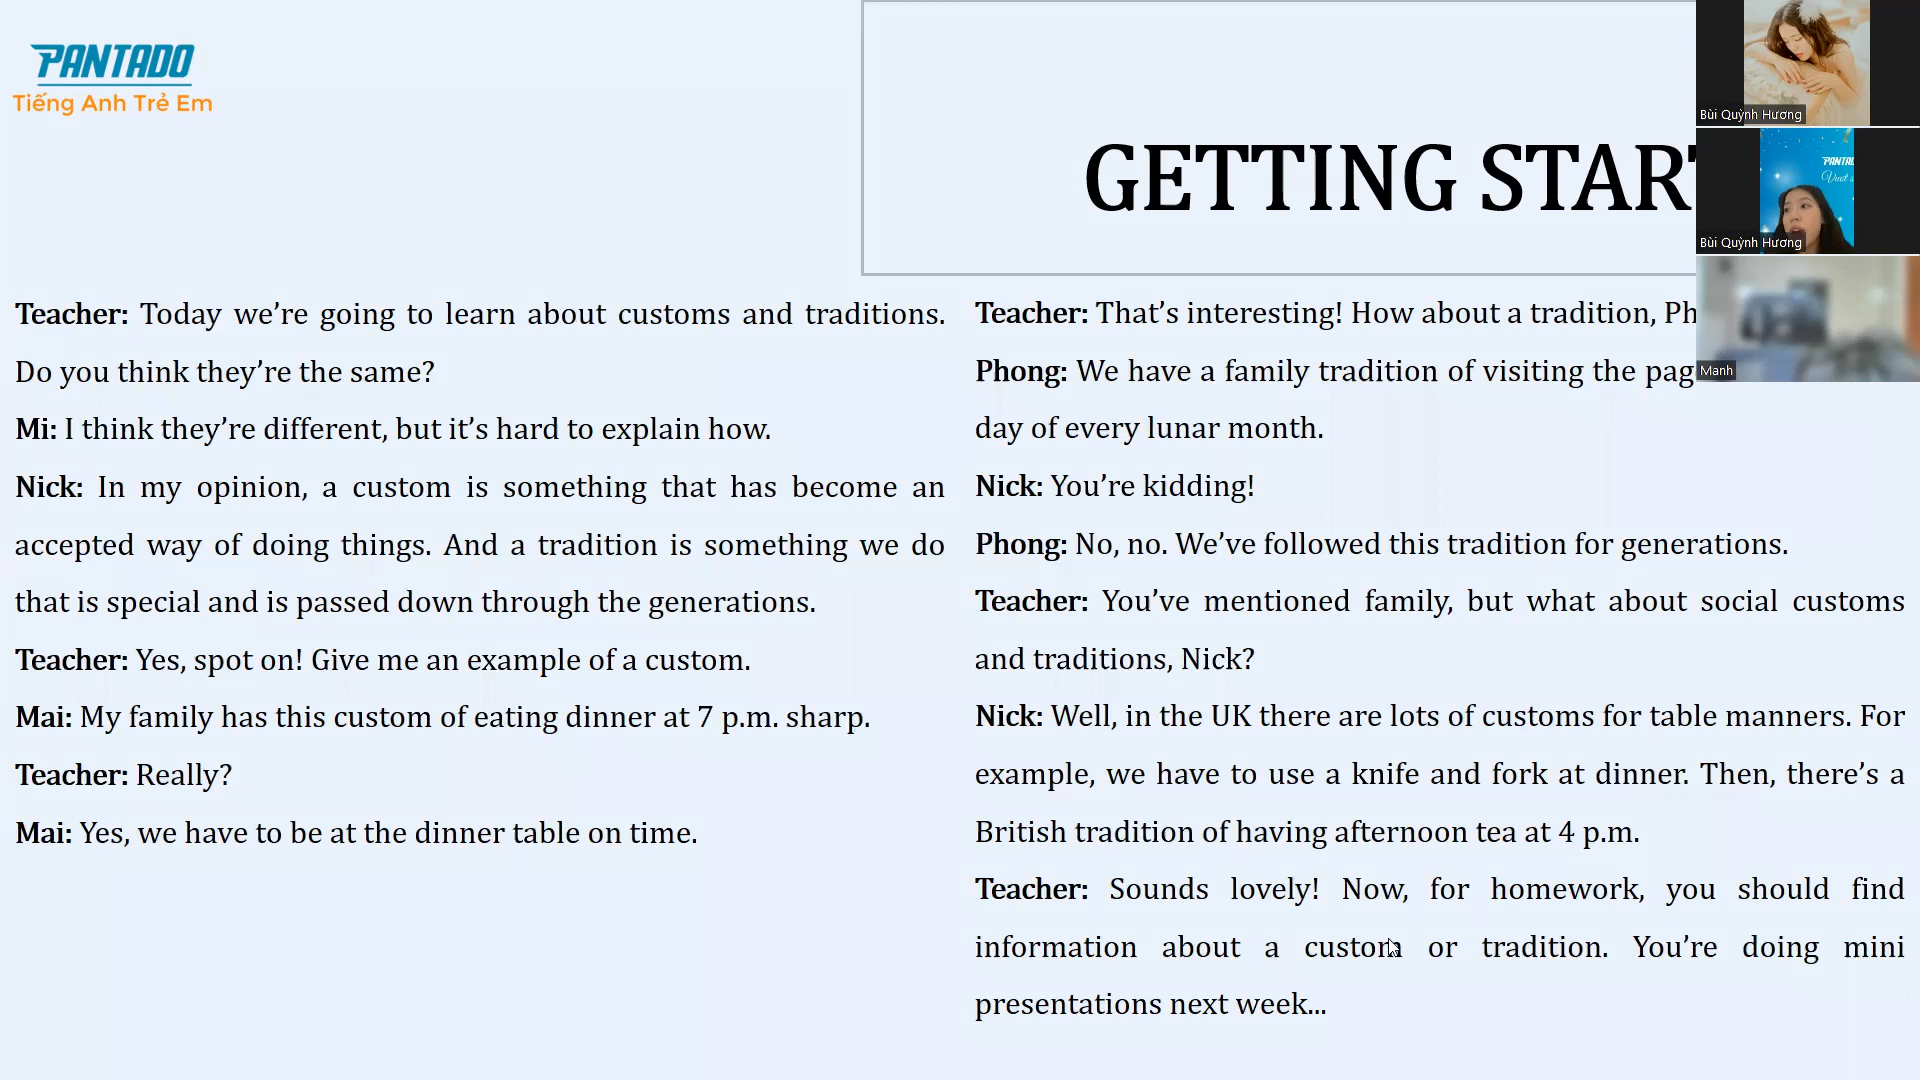 PANTADO
Tiếng Anh Trẻ Em
GETTING START
Teacher: Today we’re going to learn about customs and traditions.
Do you think they’re the same?
Mi: I think they’re different, but it’s hard to explain how.
Nick: In my opinion, a custom is something that has become an
accepted way of doing things. And a tradition is something we do
that is special and is passed down through the generations.
Teacher: Yes, spot on! Give me an example of a custom.
Mai: My family has this custom of eating dinner at 7 p.m. sharp.
Teacher: Really?
Mai: Yes, we have to be at the dinner table on time.
Teacher: That’s interesting! How about a tradition, Ph
Phong: We have a family tradition of visiting the pag
day of every lunar month.
Nick: You’re kidding!
Phong: No, no. We’ve followed this tradition for generations.
Teacher: You’ve mentioned family, but what about social customs
and traditions, Nick?
Nick: Well, in the UK there are lots of customs for table manners. For
example, we have to use a knife and fork at dinner. Then, there’s a
British tradition of having afternoon tea at 4 p.m.
Teacher: Sounds lovely! Now, for homework, you should find
information about a custom or tradition. You’re doing mini
presentations next week...
Bùi Quỳnh Hương
PANTA
Bùi Quỳnh Hương
Manh